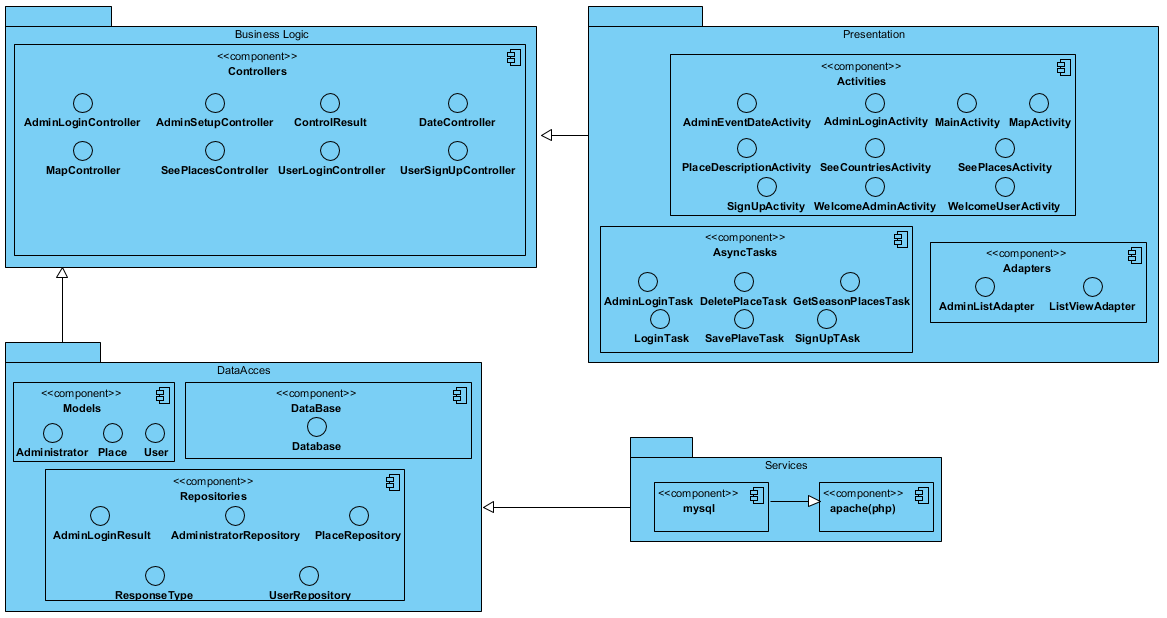 Business Logic
<<component>>
Controllers
AdminLoginController
AdminSetupController
ControlResult
DateController
MapController
SeePlacesController
UserLoginController
UserSignUpController
Presentation
<<component>>
Activities
AdminEventDateActivity
AdminLoginActivity
MainActivity
MapActivity
PlaceDescriptionActivity
SeeCountriesActivity
SeePlacesActivity
SignUpActivity
WelcomeAdminActivity
WelcomeUserActivity
<<component>>
AsyncTasks
AdminLoginTask
DeletePlaceTask
GetSeasonPlacesTask
LoginTask
SavePlaveTask
SignUpTAsk
<<component>>
Adapters
AdminListAdapter
ListViewAdapter
DataAcces
<<component>>
Models
Administrator
Place
User
<<component>>
DataBase
Database
<<component>>
Repositories
AdminLoginResult
AdministratorRepository
PlaceRepository
ResponseType
UserRepository
Services
<<component>>
mysql
<<component>>
apache(php)